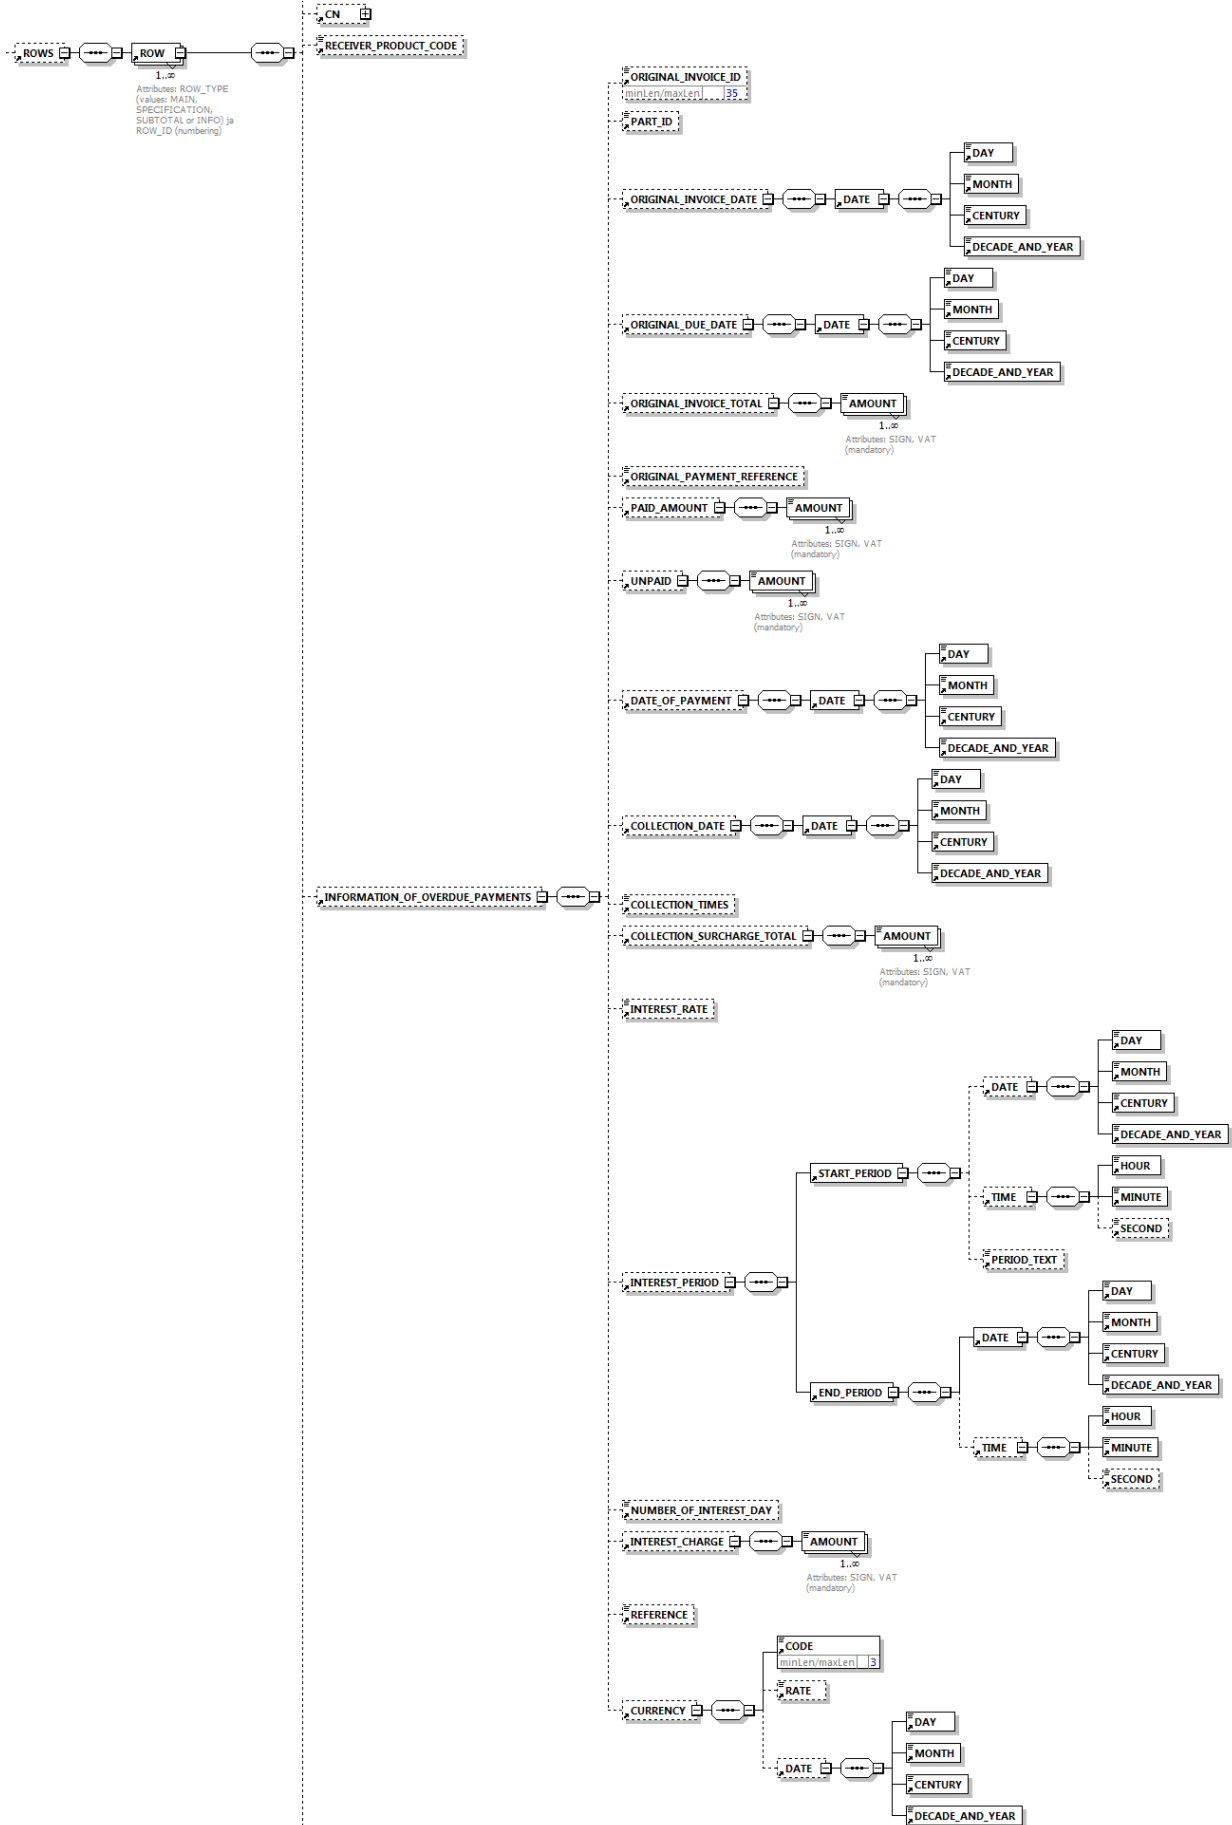 CN
RECEIVER_PRODUCT_CODE
ROWS
ROW
1..∞
Attributes: ROW_TYPE
(values: MAIN,
SPECIFICATION,
SUBTOTAL or INFO) ja
ROW_ID (numbering)
ORIGINAL_INVOICE_ID
minLen/maxLen 35
PART_ID
ORIGINAL_INVOICE_DATE
DATE
DAY
MONTH
CENTURY
DECADE_AND_YEAR
ORIGINAL_DUE_DATE
DATE
DAY
MONTH
CENTURY
DECADE_AND_YEAR
ORIGINAL_INVOICE_TOTAL
AMOUNT
1..∞
Attributes: SIGN, VAT
(mandatory)
ORIGINAL_PAYMENT_REFERENCE
PAID_AMOUNT
AMOUNT
1..∞
Attributes: SIGN, VAT
(mandatory)
UNPAID
AMOUNT
1..∞
Attributes: SIGN, VAT
(mandatory)
DATE_OF_PAYMENT
DATE
DAY
MONTH
CENTURY
DECADE_AND_YEAR
COLLECTION_DATE
DATE
DAY
MONTH
CENTURY
DECADE_AND_YEAR
INFORMATION_OF_OVERDUE_PAYMENTS
COLLECTION_TIMES
COLLECTION_SURCHARGE_TOTAL
AMOUNT
1..∞
Attributes: SIGN, VAT
(mandatory)
INTEREST_RATE
INTEREST_PERIOD
START_PERIOD
DATE
DAY
MONTH
CENTURY
DECADE_AND_YEAR
TIME
HOUR
MINUTE
SECOND
PERIOD_TEXT
END_PERIOD
DATE
DAY
MONTH
CENTURY
DECADE_AND_YEAR
TIME
HOUR
MINUTE
SECOND
NUMBER_OF_INTEREST_DAY
INTEREST_CHARGE
AMOUNT
1..∞
Attributes: SIGN, VAT
(mandatory)
REFERENCE
CURRENCY
CODE
minLen/maxLen 3
RATE
DATE
DAY
MONTH
CENTURY
DECADE_AND_YEAR